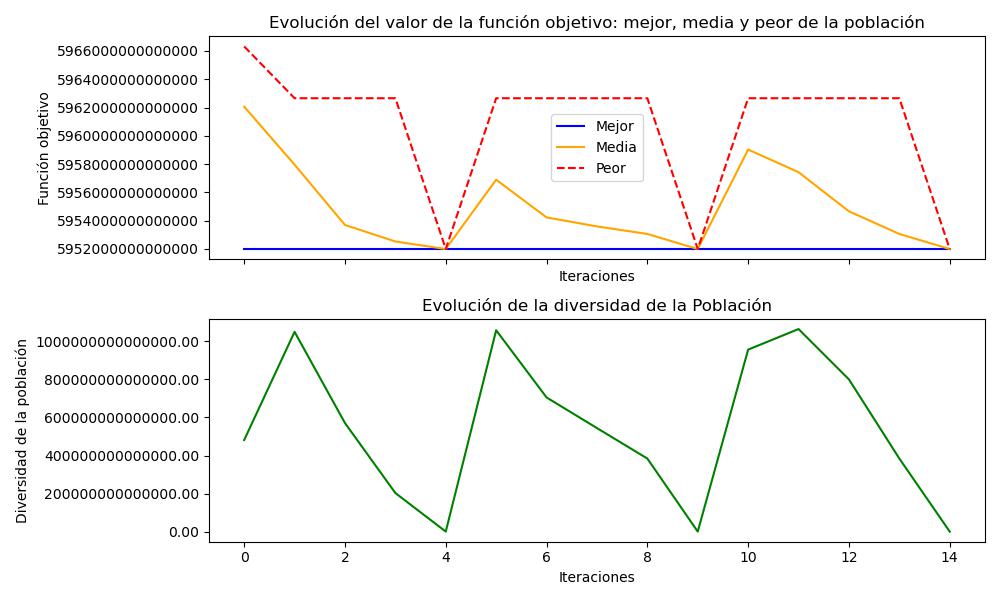 Evolución del valor de la función objetivo: mejor, media y peor de la población
5966000000000000
5964000000000000
5962000000000000
5960000000000000
5958000000000000
5956000000000000
5954000000000000
5952000000000000
Función objetivo
Mejor
Media
Peor
Iteraciones
Evolución de la diversidad de la Población
1000000000000000.00
800000000000000.00
600000000000000.00
400000000000000.00
200000000000000.00
0.00
Diversidad de la población
0 2 4 6 8 10 12 14
Iteraciones